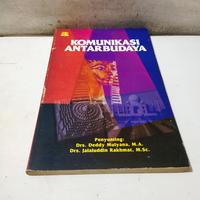 KOMUNIKASI
ANTARBUDAYA
Penyunting:
Drs. Deddy Mulyana, M.A.
Drs. Jalaluddin Rakhmat, M.Sc.